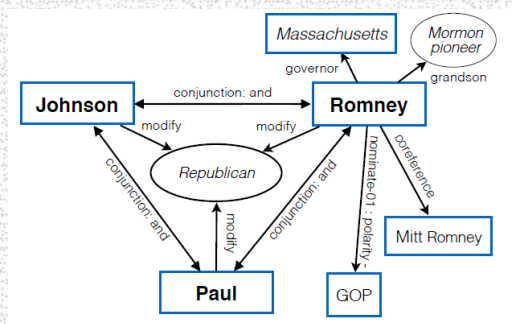 Massachusetts
Mormon
pioneer
governor
grandson
conjunction: and
Johnson
Romney
modify
modify
Republican
conjunction: and
modify
conjunction: and
nominate-01 : polarity -
coreference
Mitt Romney
Paul
GOP